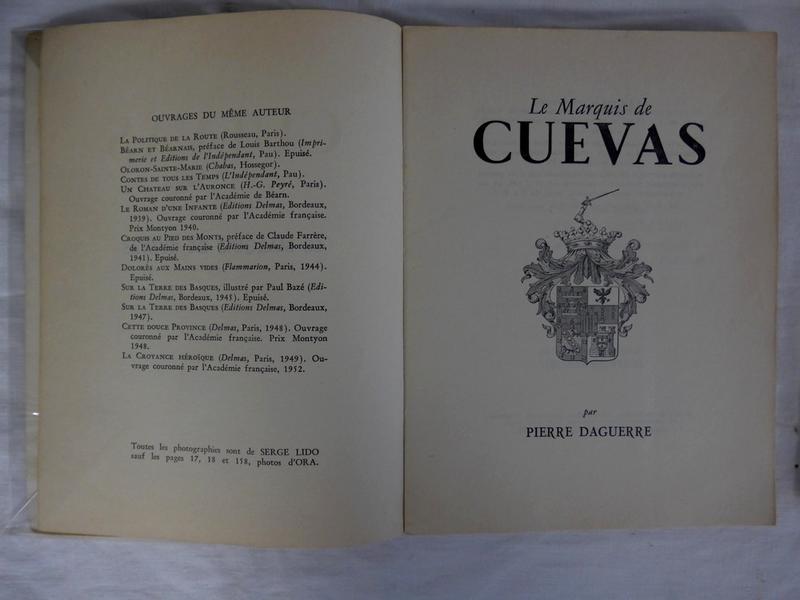 OUVRAGES DU MÊME AUTEUR
LA POLITIQUE DE LA ROUTE (Rousseau, Paris).
BÉARN ET BÉARNAIS, préface de Louis Barthou (Impri-
merie et Editions de l'Indépendant, Pau). Epuisé.
OLORON-SAINTE-MARIE (Chabas, Hossegor).
CONTES DE TOUS LES TEMPS (L'Indépendant, Pau).
UN CHATEAU SUR L'AURONCE (H.-G. Peyré, Paris).
Ouvrage couronné par l'Académie de Béarn.
LE ROMAN D'UNE INFANTE (Editions Delmas, Bordeaux,
1939). Ouvrage couronné par l'Académie française.
Prix Montyon 1940.
CROQUIS AU PIED DES MONTS, préface de Claude Farrère,
de l'Académie française (Editions Delmas, Bordeaux,
1941). Epuisé.
DOLORÈS AUX MAINS VIDES (Flammarion, Paris, 1944).
Epuisé.
SUR LA TERRE DES BASQUES, illustré par Paul Bazé (Edi-
tions Delmas, Bordeaux, 1945). Epuisé.
SUR LA TERRE DES BASQUES (Editions Delmas, Bordeaux,
1947).
CETTE DOUCE PROVINCE (Delmas, Paris, 1948). Ouvrage
couronné par l'Académie française. Prix Montyon
1948.
LA CROYANCE HÉROÏQUE (Delmas, Paris, 1949). Ou-
vrage couronné par l'Académie française, 1952.
Toutes les photographies sont de SERGE LIDO
sauf les pages 17, 18 et 158, photos d'ORA.
Le Marquis de
CUEVAS
par
PIERRE DAGUERRE